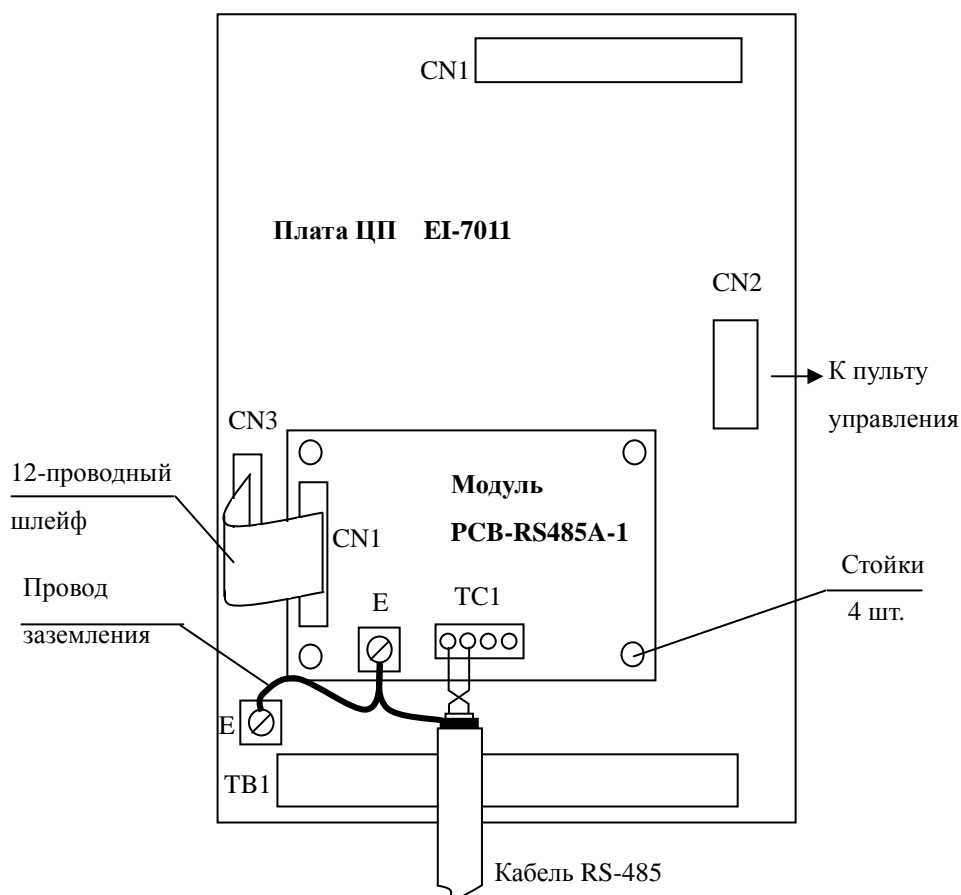 CN1
Плата ЦП EI-7011
CN2
К пульту
управления
CN3
12-проводный
шлейф
Модуль
PCB-RS485A-1
CN1
Провод
заземления
E
TC1
Стойки
4 шт.
E
TB1
Кабель RS-485